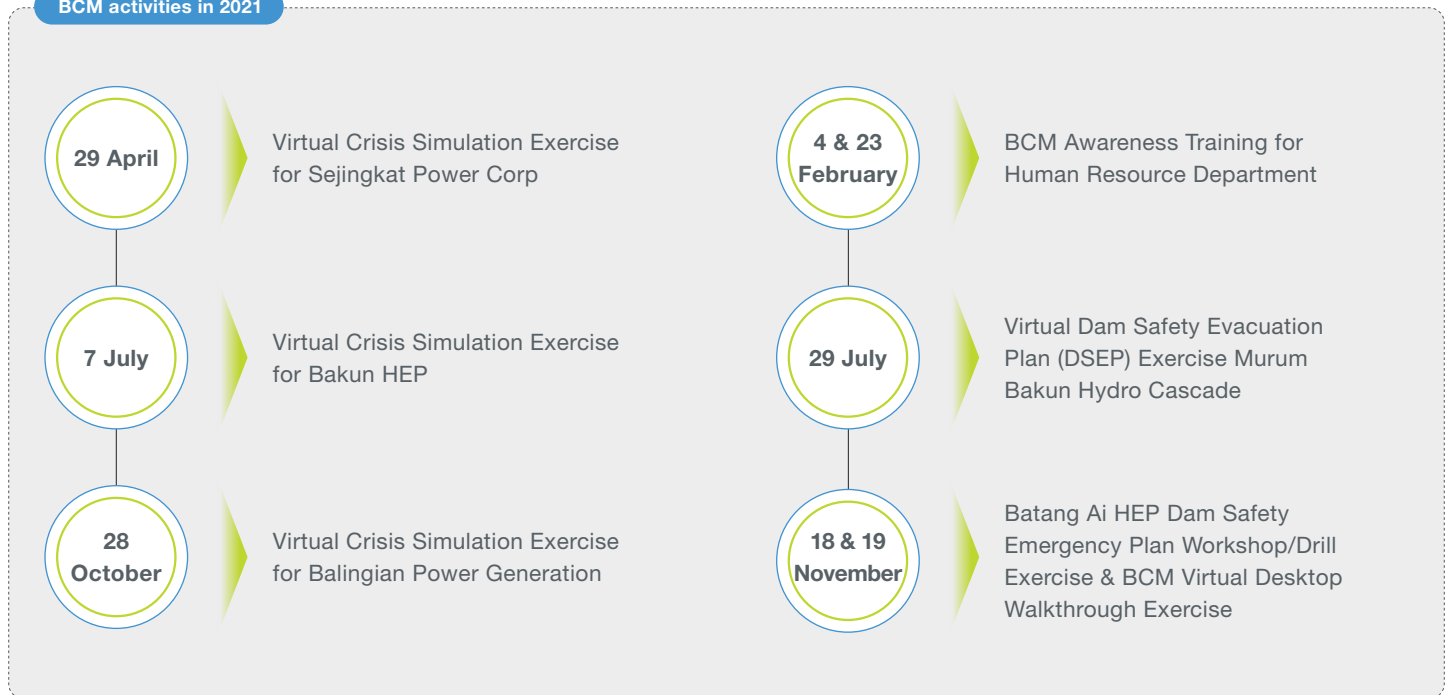 BCM activities in 2021
29 April
Virtual Crisis Simulation Exercise
for Sejingkat Power Corp
7 July
Virtual Crisis Simulation Exercise
for Bakun HEP
28
October
Virtual Crisis Simulation Exercise
for Balingian Power Generation
4 & 23
February
BCM Awareness Training for
Human Resource Department
29 July
Virtual Dam Safety Evacuation
Plan (DSEP) Exercise Murum
Bakun Hydro Cascade
18 & 19
November
Batang Ai HEP Dam Safety
Emergency Plan Workshop/Drill
Exercise & BCM Virtual Desktop
Walkthrough Exercise